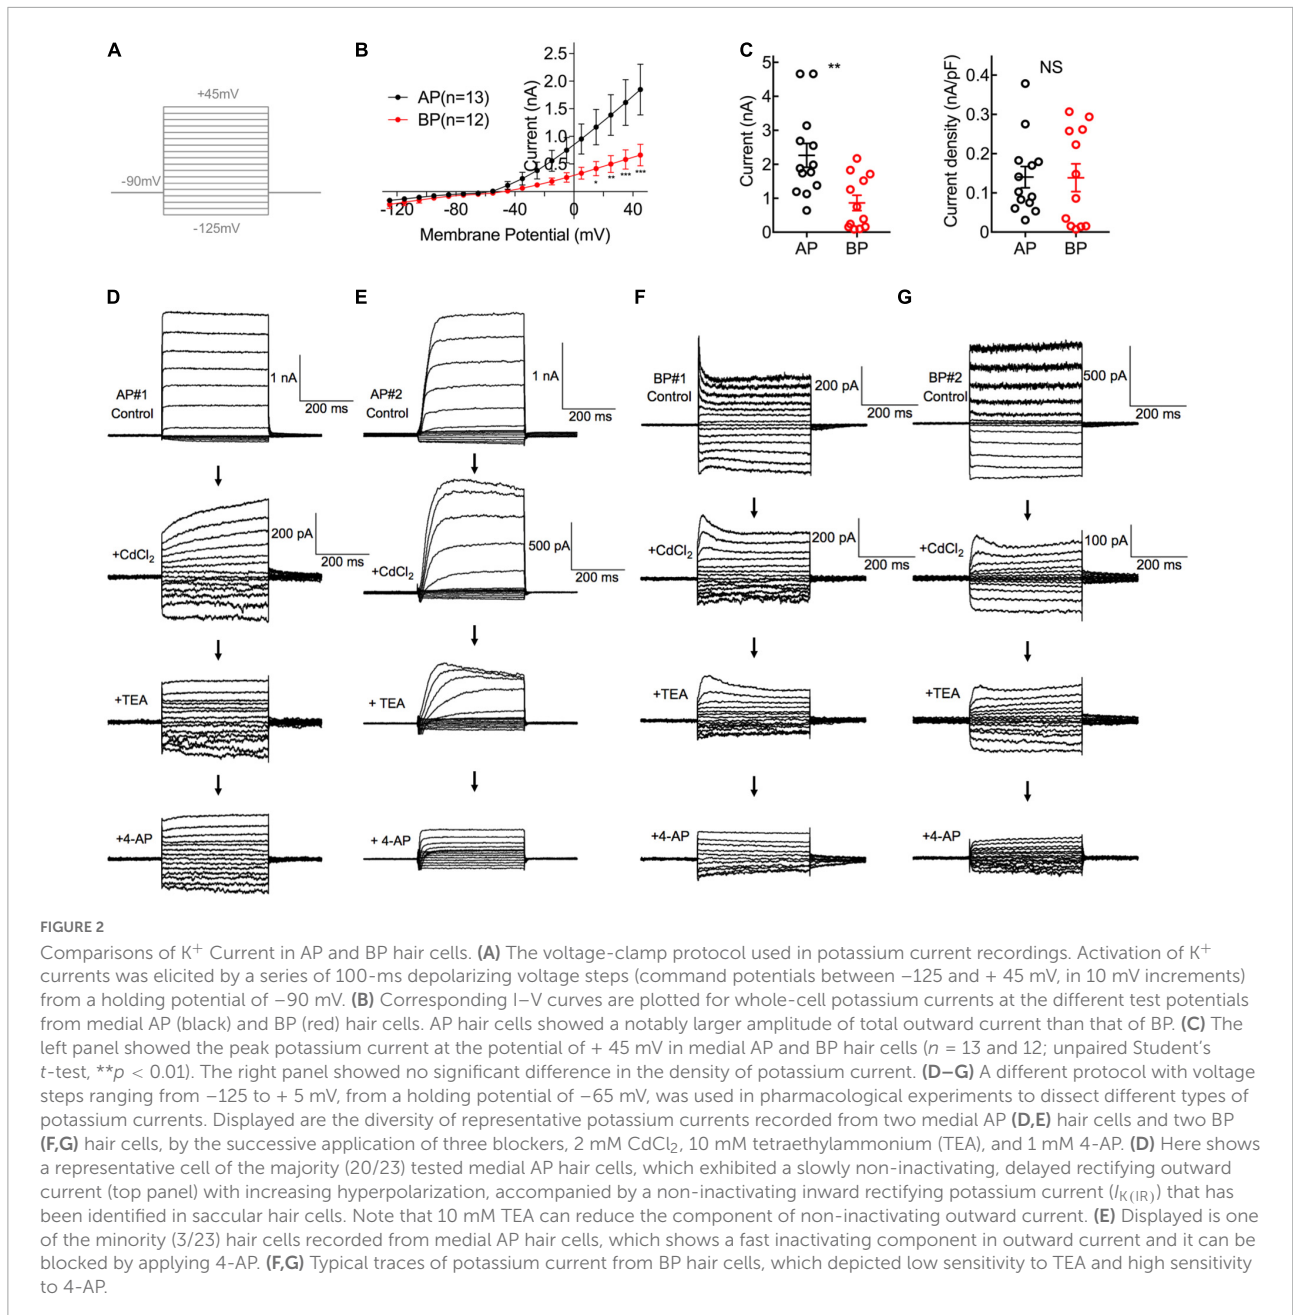 A
+45mV
-90mV
-125mV
B
AP(n=13)
BP(n=12)
Current (nA)
2.5
2.0
1.5
1.0
0.5
-120
-80
-40
0
40
*
**
***
***
Membrane Potential (mV)
C
Current (nA)
5
4
3
2
1
0
**
AP
BP
Current density (nA/pF)
0.4
0.3
0.2
0.1
0
NS
AP
BP
D
AP#1
Control
1 nA
200 ms
+CdCl2
200 pA
200 ms
+TEA
+4-AP
E
AP#2
Control
1 nA
200 ms
+CdCl2
500 pA
200 ms
+ TEA
+ 4-AP
F
BP#1
Control
200 pA
200 ms
+CdCl2
200 pA
200 ms
+TEA
+4-AP
G
BP#2
Control
500 pA
200 ms
+CdCl2
100 pA
200 ms
+TEA
+4-AP
FIGURE 2
Comparisons of K+ Current in AP and BP hair cells. (A) The voltage-clamp protocol used in potassium current recordings. Activation of K+
currents was elicited by a series of 100-ms depolarizing voltage steps (command potentials between −125 and + 45 mV, in 10 mV increments)
from a holding potential of −90 mV. (B) Corresponding I–V curves are plotted for whole-cell potassium currents at the different test potentials
from medial AP (black) and BP (red) hair cells. AP hair cells showed a notably larger amplitude of total outward current than that of BP. (C) The
left panel showed the peak potassium current at the potential of + 45 mV in medial AP and BP hair cells (n = 13 and 12; unpaired Student's
t-test, **p < 0.01). The right panel showed no significant difference in the density of potassium current. (D–G) A different protocol with voltage
steps ranging from −125 to + 5 mV, from a holding potential of −65 mV, was used in pharmacological experiments to dissect different types of
potassium currents. Displayed are the diversity of representative potassium currents recorded from two medial AP (D,E) hair cells and two BP
(F,G) hair cells, by the successive application of three blockers, 2 mM CdCl2, 10 mM tetraethylammonium (TEA), and 1 mM 4-AP. (D) Here shows
a representative cell of the majority (20/23) tested medial AP hair cells, which exhibited a slowly non-inactivating, delayed rectifying outward
current (top panel) with increasing hyperpolarization, accompanied by a non-inactivating inward rectifying potassium current (IK(IR)) that has
been identified in saccular hair cells. Note that 10 mM TEA can reduce the component of non-inactivating outward current. (E) Displayed is one
of the minority (3/23) hair cells recorded from medial AP hair cells, which shows a fast inactivating component in outward current and it can be
blocked by applying 4-AP. (F,G) Typical traces of potassium current from BP hair cells, which depicted low sensitivity to TEA and high sensitivity
to 4-AP.